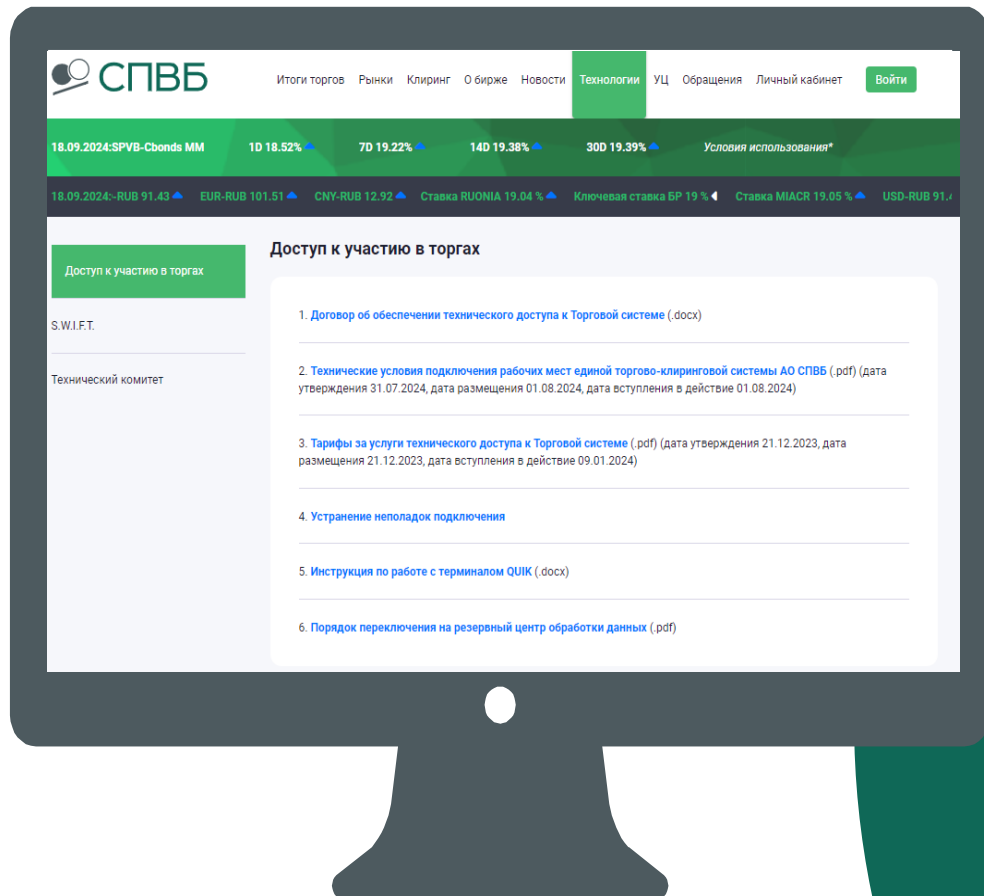 СПВБ
Итоги торгов Рынки Клиринг О бирже Новости Технологии УЦ Обращения Личный кабинет Войти
18.09.2024:SPVB-Cbonds MM 1D 18.52% 7D 19.22% 14D 19.38% 30D 19.39% Условия использования*
18.09.2024:-RUB 91.43 EUR-RUB 101.51 CNY-RUB 12.92 Ставка RUONIA 19.04 % Ключевая ставка БР 19 % Ставка MIACR 19.05 % USD-RUB 91.4
Доступ к участию в торгах
S.W.I.F.T.
Технический комитет
Доступ к участию в торгах
1. Договор об обеспечении технического доступа к Торговой системе (.docx)
2. Технические условия подключения рабочих мест единой торгово-клиринговой системы АО СПВБ (.pdf) (дата
утверждения 31.07.2024, дата размещения 01.08.2024, дата вступления в действие 01.08.2024)
3. Тарифы за услуги технического доступа к Торговой системе (.pdf) (дата утверждения 21.12.2023, дата
размещения 21.12.2023, дата вступления в действие 09.01.2024)
4. Устранение неполадок подключения
5. Инструкция по работе с терминалом QUIK (.docx)
6. Порядок переключения на резервный центр обработки данных (.pdf)